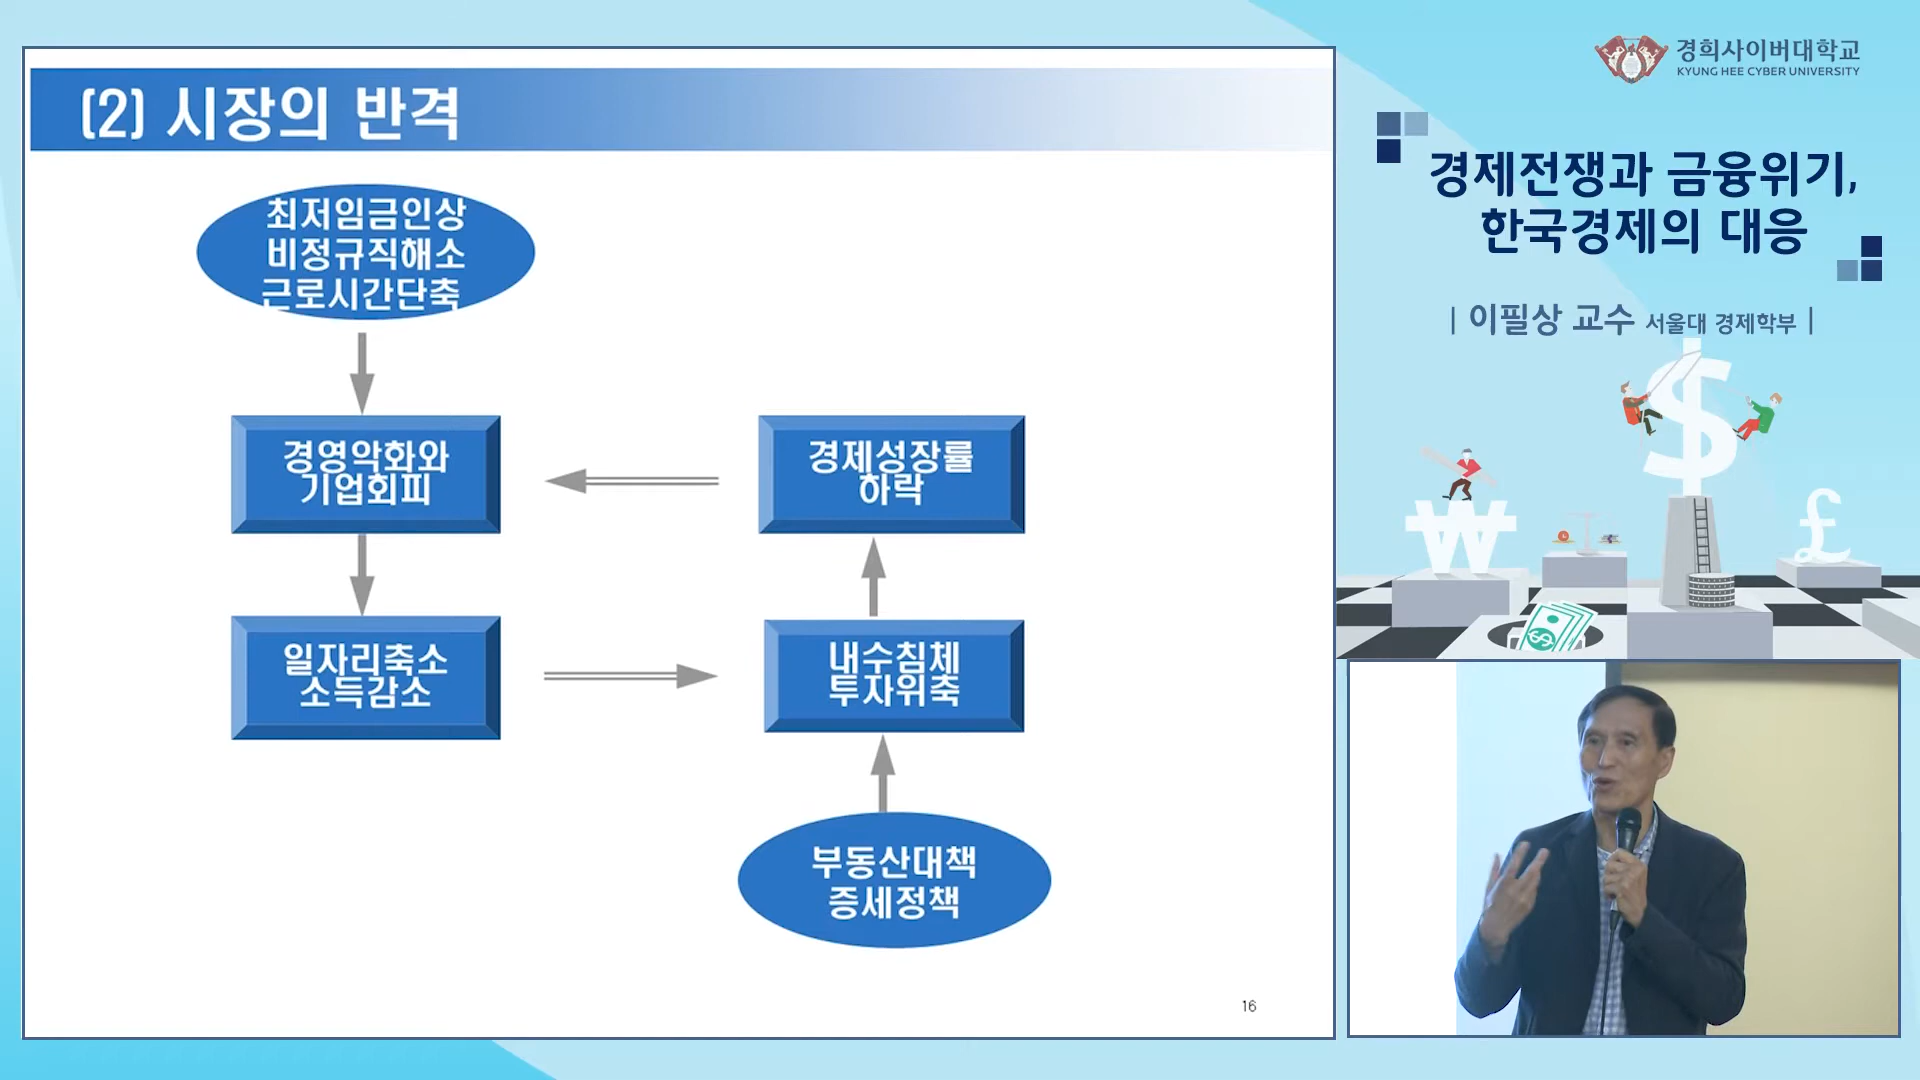 (2) 시장의 반격
최저임금인상
비정규직해소
근로시간단축
경영악화와
기업회피
경제성장률
하락
일자리축소
소득감소
내수침체
투자위축
부동산대책
증세정책
16
경희사이버대학교
KYUNG HEE CYBER UNIVERSITY
경제전쟁과 금융위기,
한국경제의 대응
| 이필상 교수 서울대 경제학부 |
$
₩
£
$